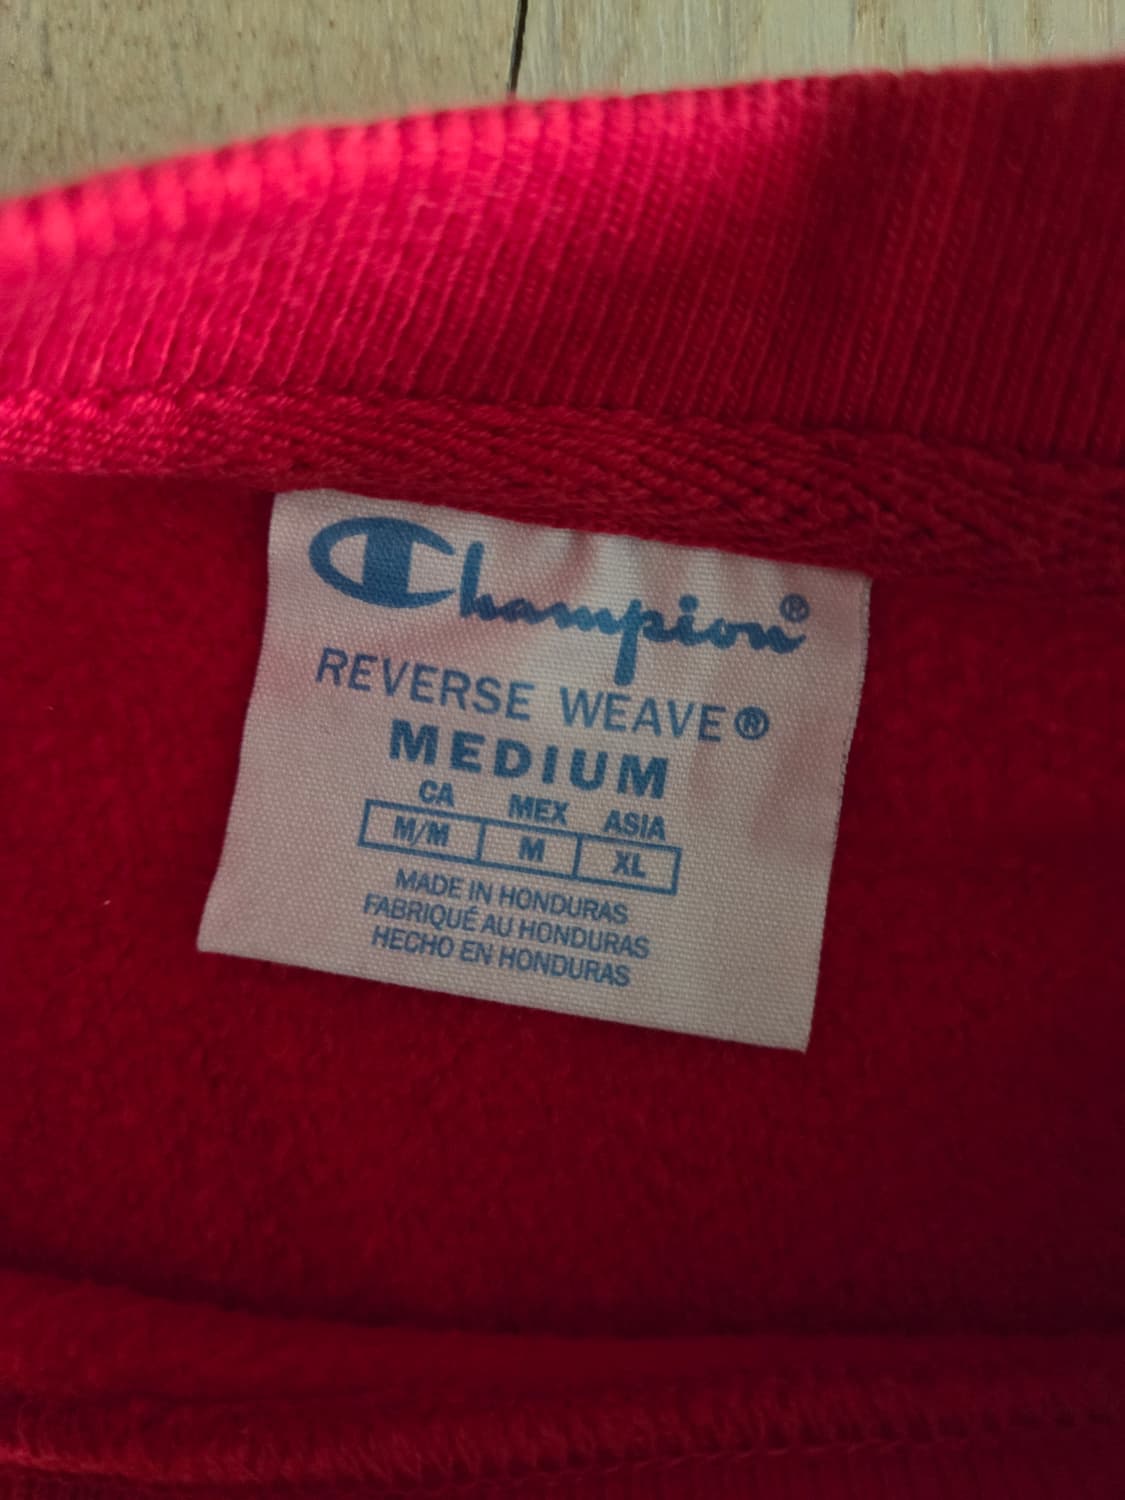 Champion®
REVERSE WEAVE®
MEDIUM
CA MEX ASIA
M/M M XL
MADE IN HONDURAS
FABRIQUÉ AU HONDURAS
HECHO EN HONDURAS